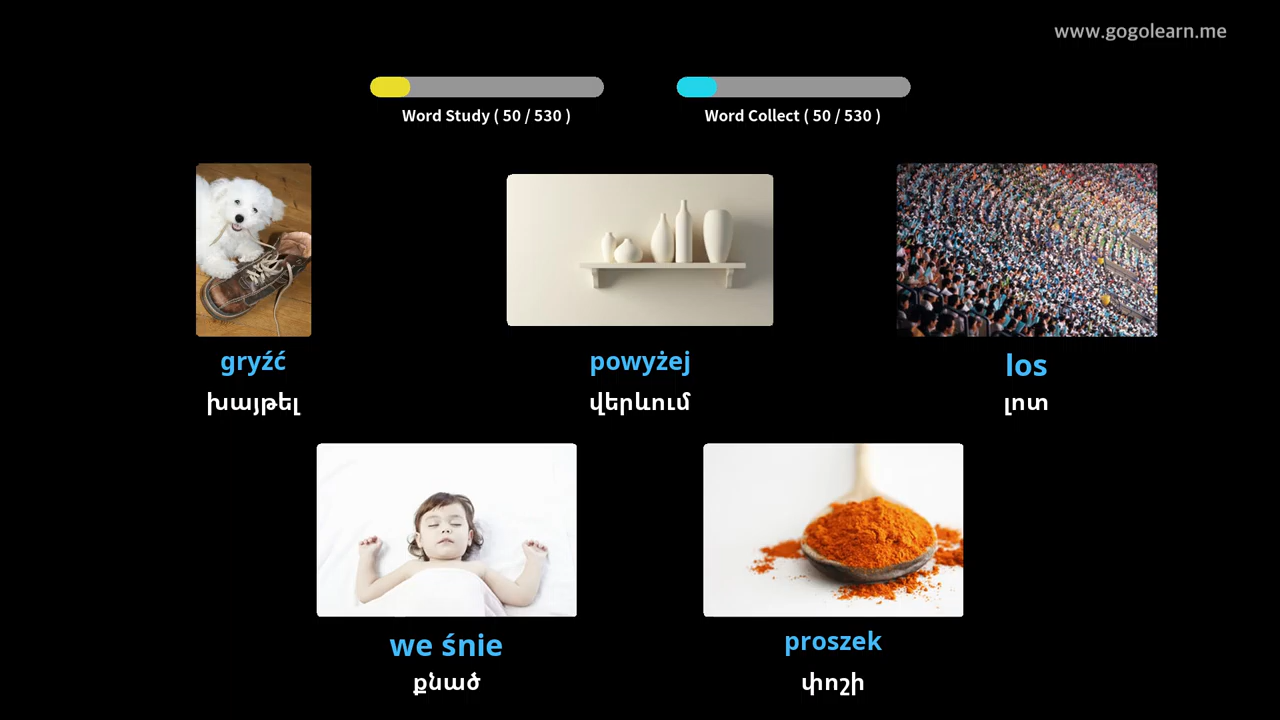 www.gogolearn.me
Word Study ( 50 / 530 )
Word Collect ( 50 / 530 )
gryźć
powyżej
los
խայթել
վերևում
լոտ
we śnie
proszek
քնած
փոշի